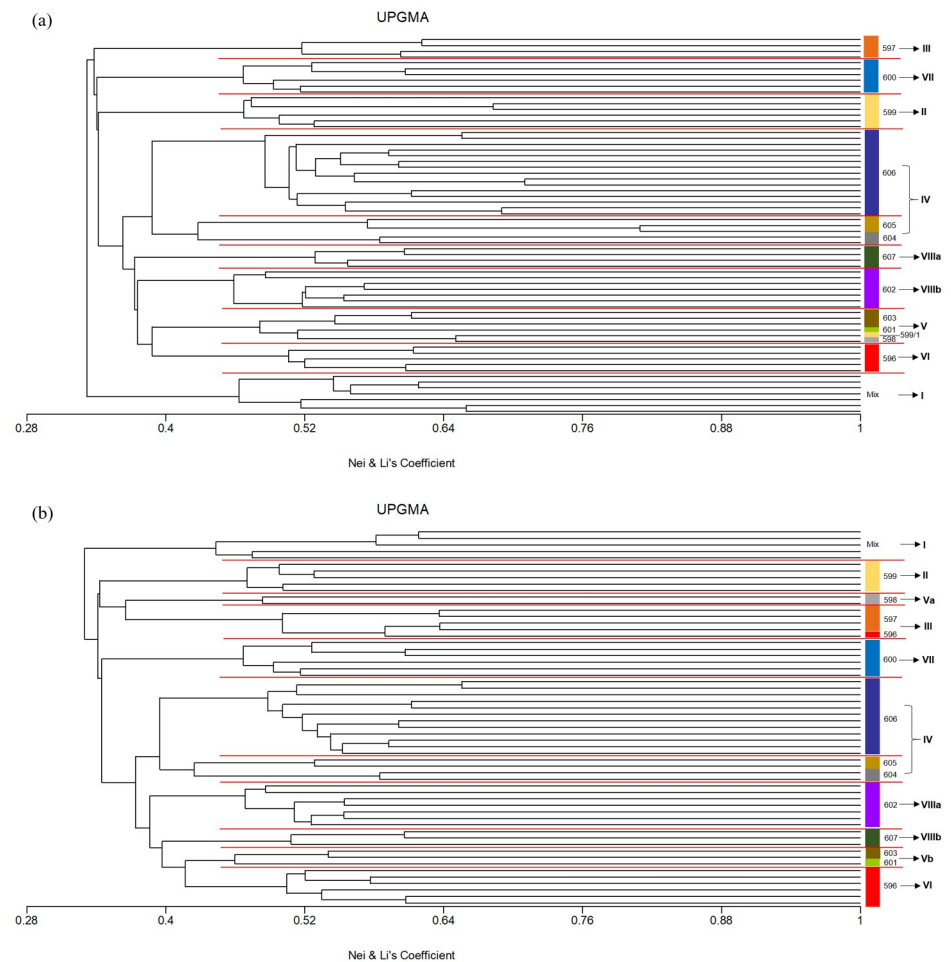 (a)
UPGMA
597 III
600 VII
599 II
606
IV
605
604
607 VIIIa
602 VIIIb
603
V
601
599/1
598
596 VI
Mix I
0.28 0.4 0.52 0.64 0.76 0.88 1
Nei & Li's Coefficient
(b)
UPGMA
Mix I
599 II
598 Va
597
III
596
600 VII
606
IV
605
604
602 VIIIa
607 VIIIb
603
Vb
601
596 VI
0.28 0.4 0.52 0.64 0.76 0.88 1
Nei & Li's Coefficient